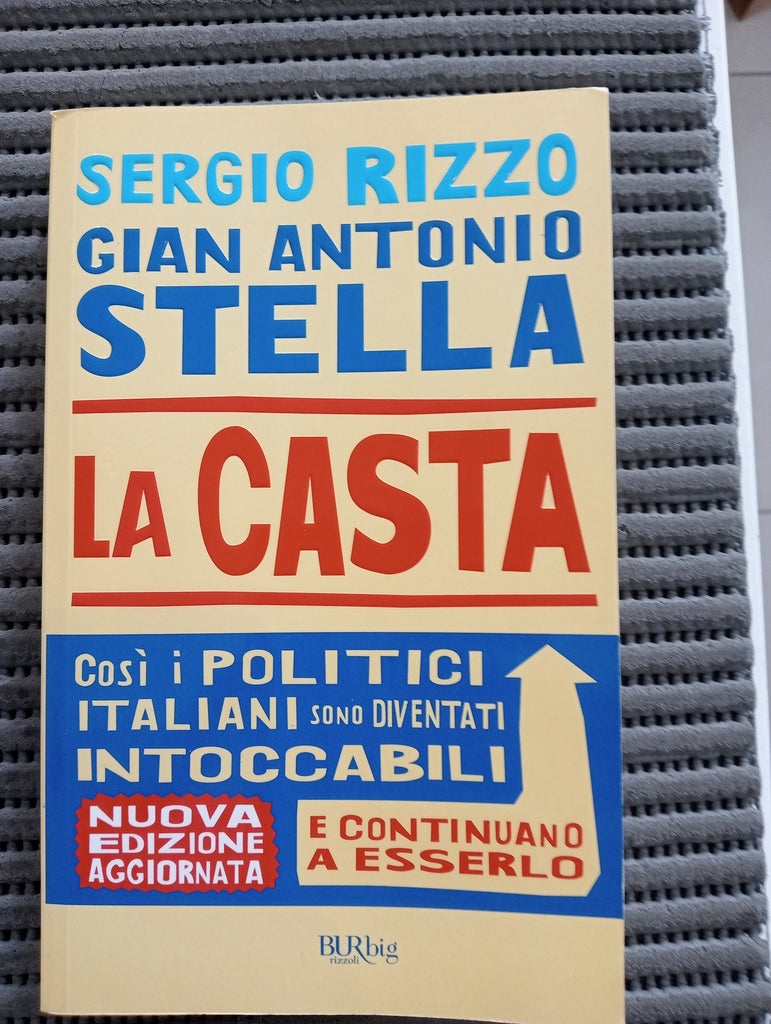 SERGIO RIZZO
GIAN ANTONIO
STELLA
LA CASTA
COSÌ i POLITICI
ITALIANI SONO DIVENTATI
INTOCCABILI
NUOVA
EDIZIONE
AGGIORNATA
E CONTINUANO
A ESSERLO
BURbig
rizzoli